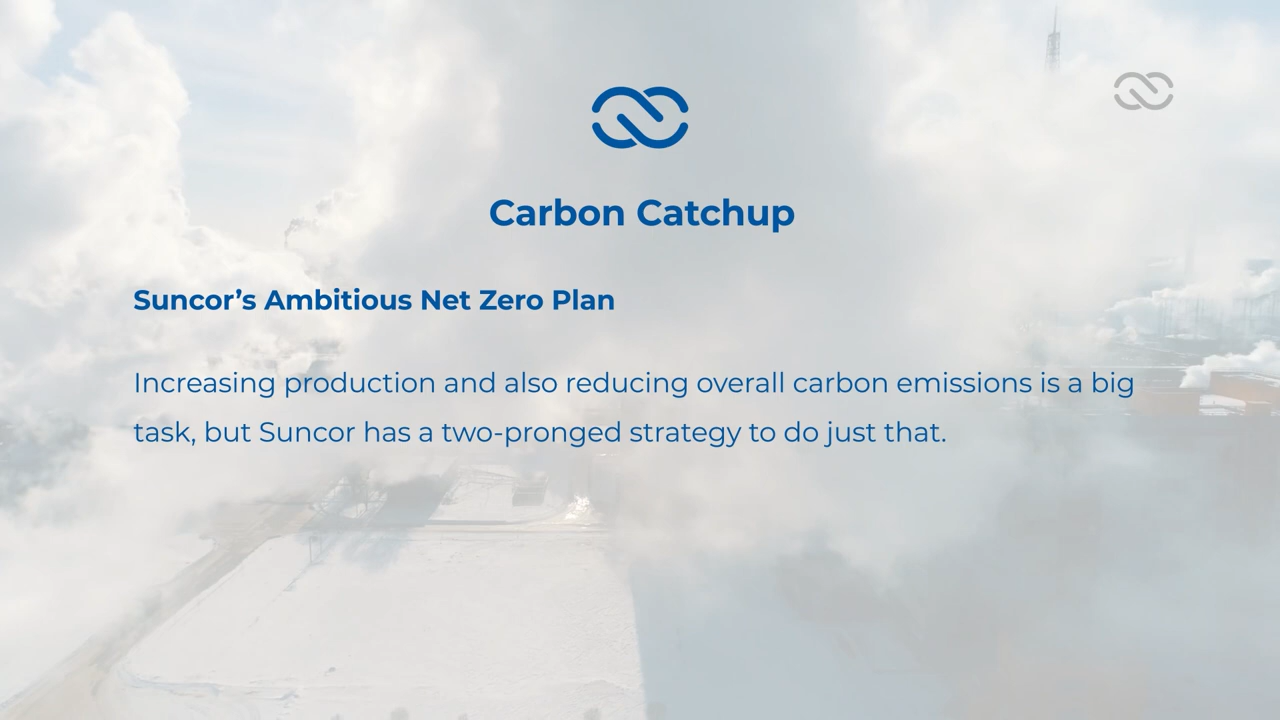 Carbon Catchup
Suncor’s Ambitious Net Zero Plan
Increasing production and also reducing overall carbon emissions is a big
task, but Suncor has a two-pronged strategy to do just that.